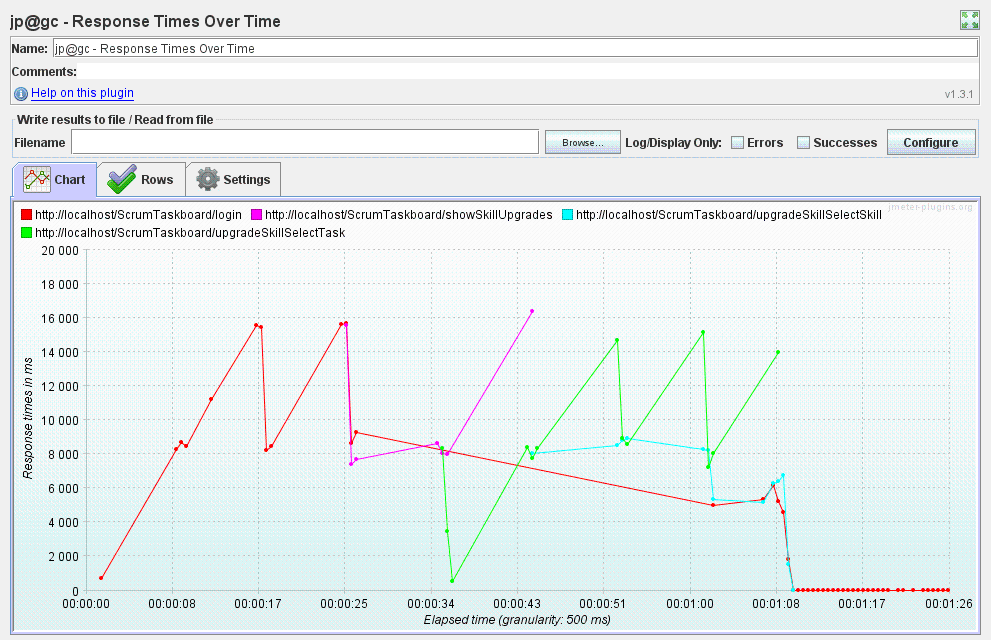 jp@gc - Response Times Over Time
Name: jp@gc - Response Times Over Time
Comments:
Help on this plugin v1.3.1
Write results to file / Read from file
Filename Browse... Log/Display Only: Errors Successes Configure
Chart Rows Settings
jmeter-plugins.org
http://localhost/ScrumTaskboard/login http://localhost/ScrumTaskboard/showSkillUpgrades http://localhost/ScrumTaskboard/upgradeSkillSelectSkill
http://localhost/ScrumTaskboard/upgradeSkillSelectTask
20 000
18 000
16 000
14 000
12 000
10 000
8 000
6 000
4 000
2 000
0
Response times in ms
00:00:00 00:00:08 00:00:17 00:00:25 00:00:34 00:00:43 00:00:51 00:01:00 00:01:08 00:01:17 00:01:26
Elapsed time (granularity: 500 ms)